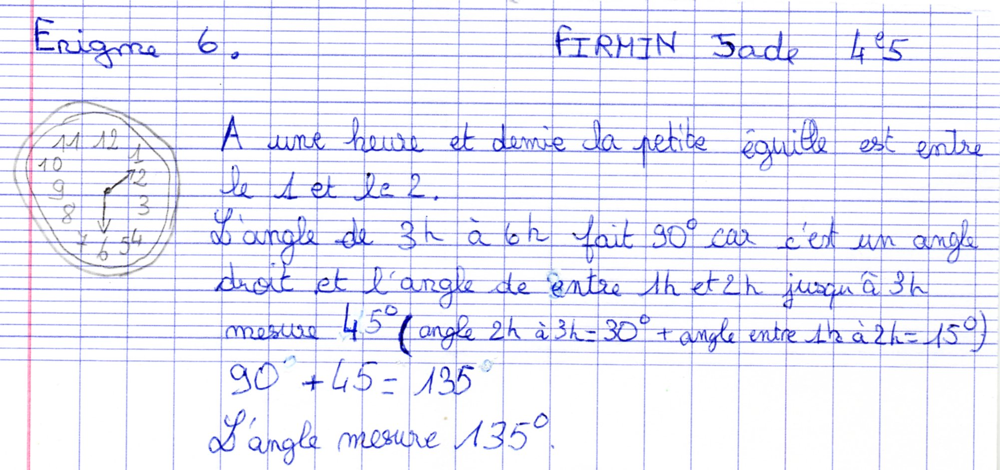 Enigme 6.
FIRMIN Jade 4e5
11 12
1
10
2
9
3
8
7 6 5 4
A une heure et demie la petite éguille est entre
le 1 et le 2.
L'angle de 3h à 6h fait 90° car c'est un angle
droit et l'angle de entre 1h et 2h jusqu'à 3h
mesure 45° (angle 2h à 3h = 30° + angle entre 1h à 2h = 15°)
90° + 45 = 135°
L'angle mesure 135°.